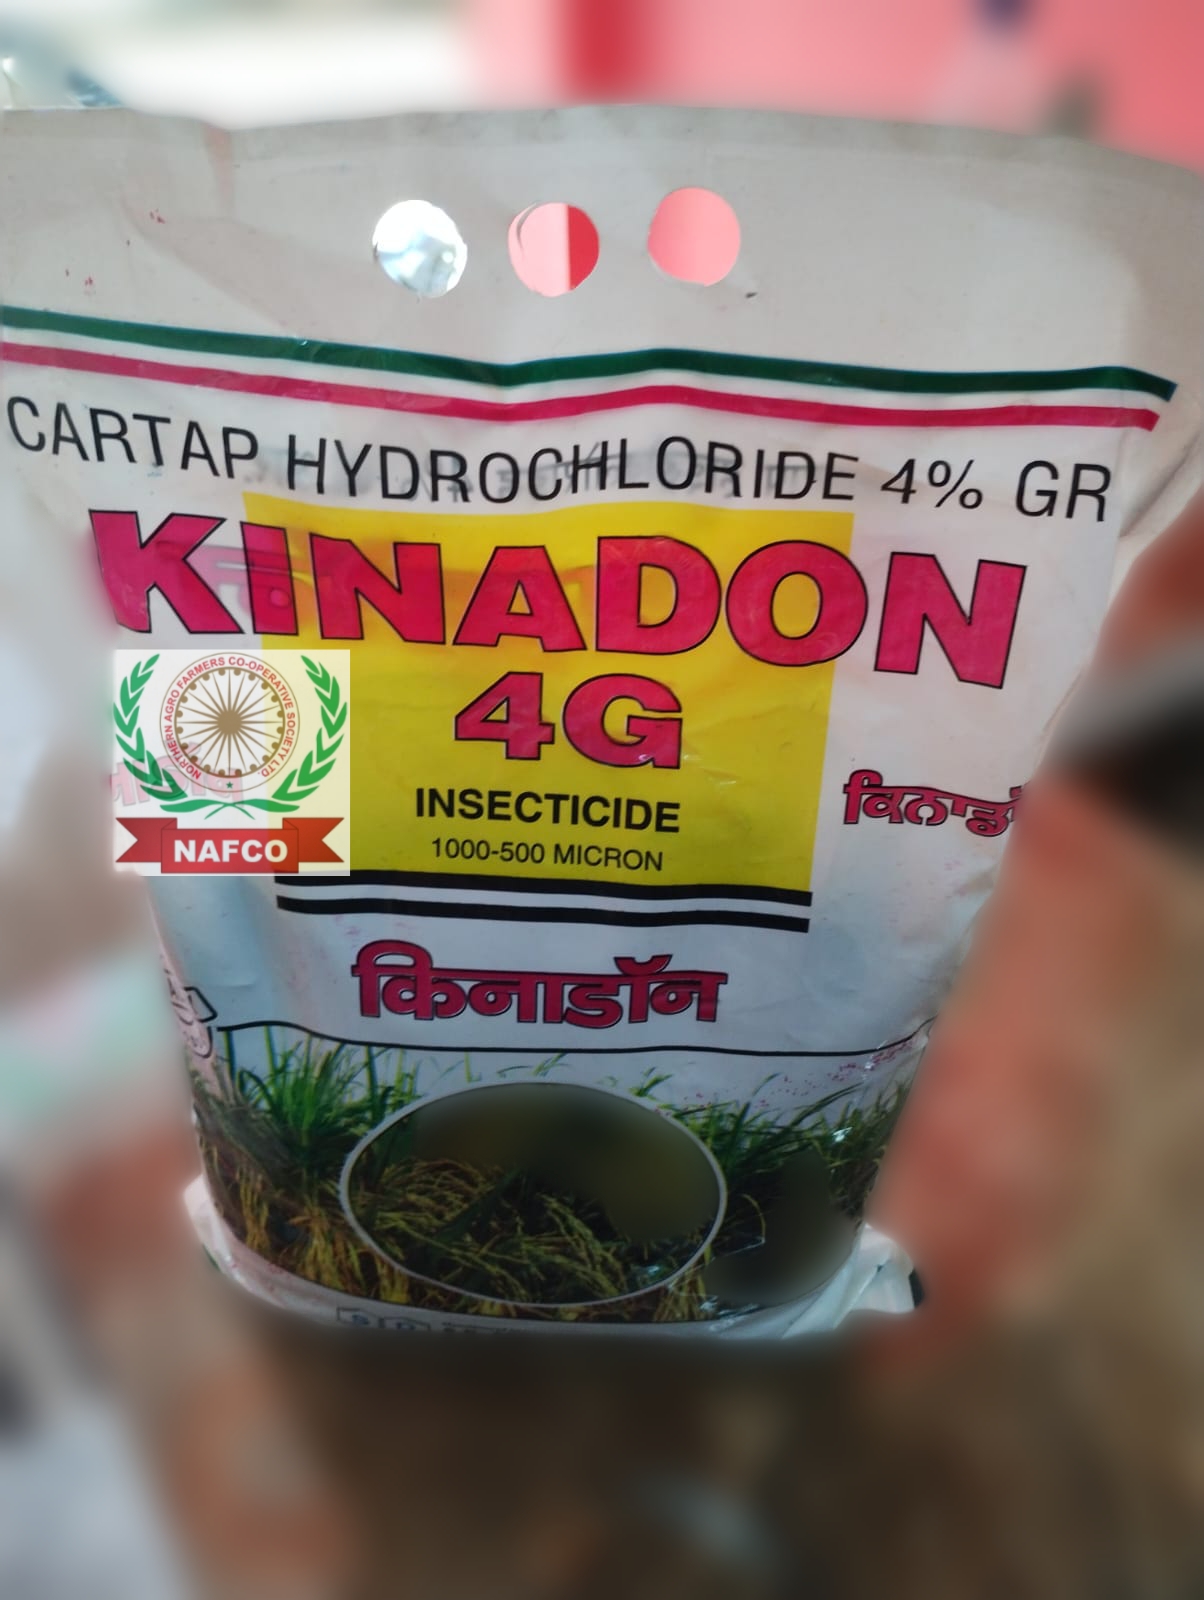 CARTAP HYDROCHLORIDE 4% GR
KINADON
4G
INSECTICIDE
1000-500 MICRON
NORTHERN AGRO FARMERS CO-OPERATIVE SOCIETY LTD
NAFCO
किनाडॉन